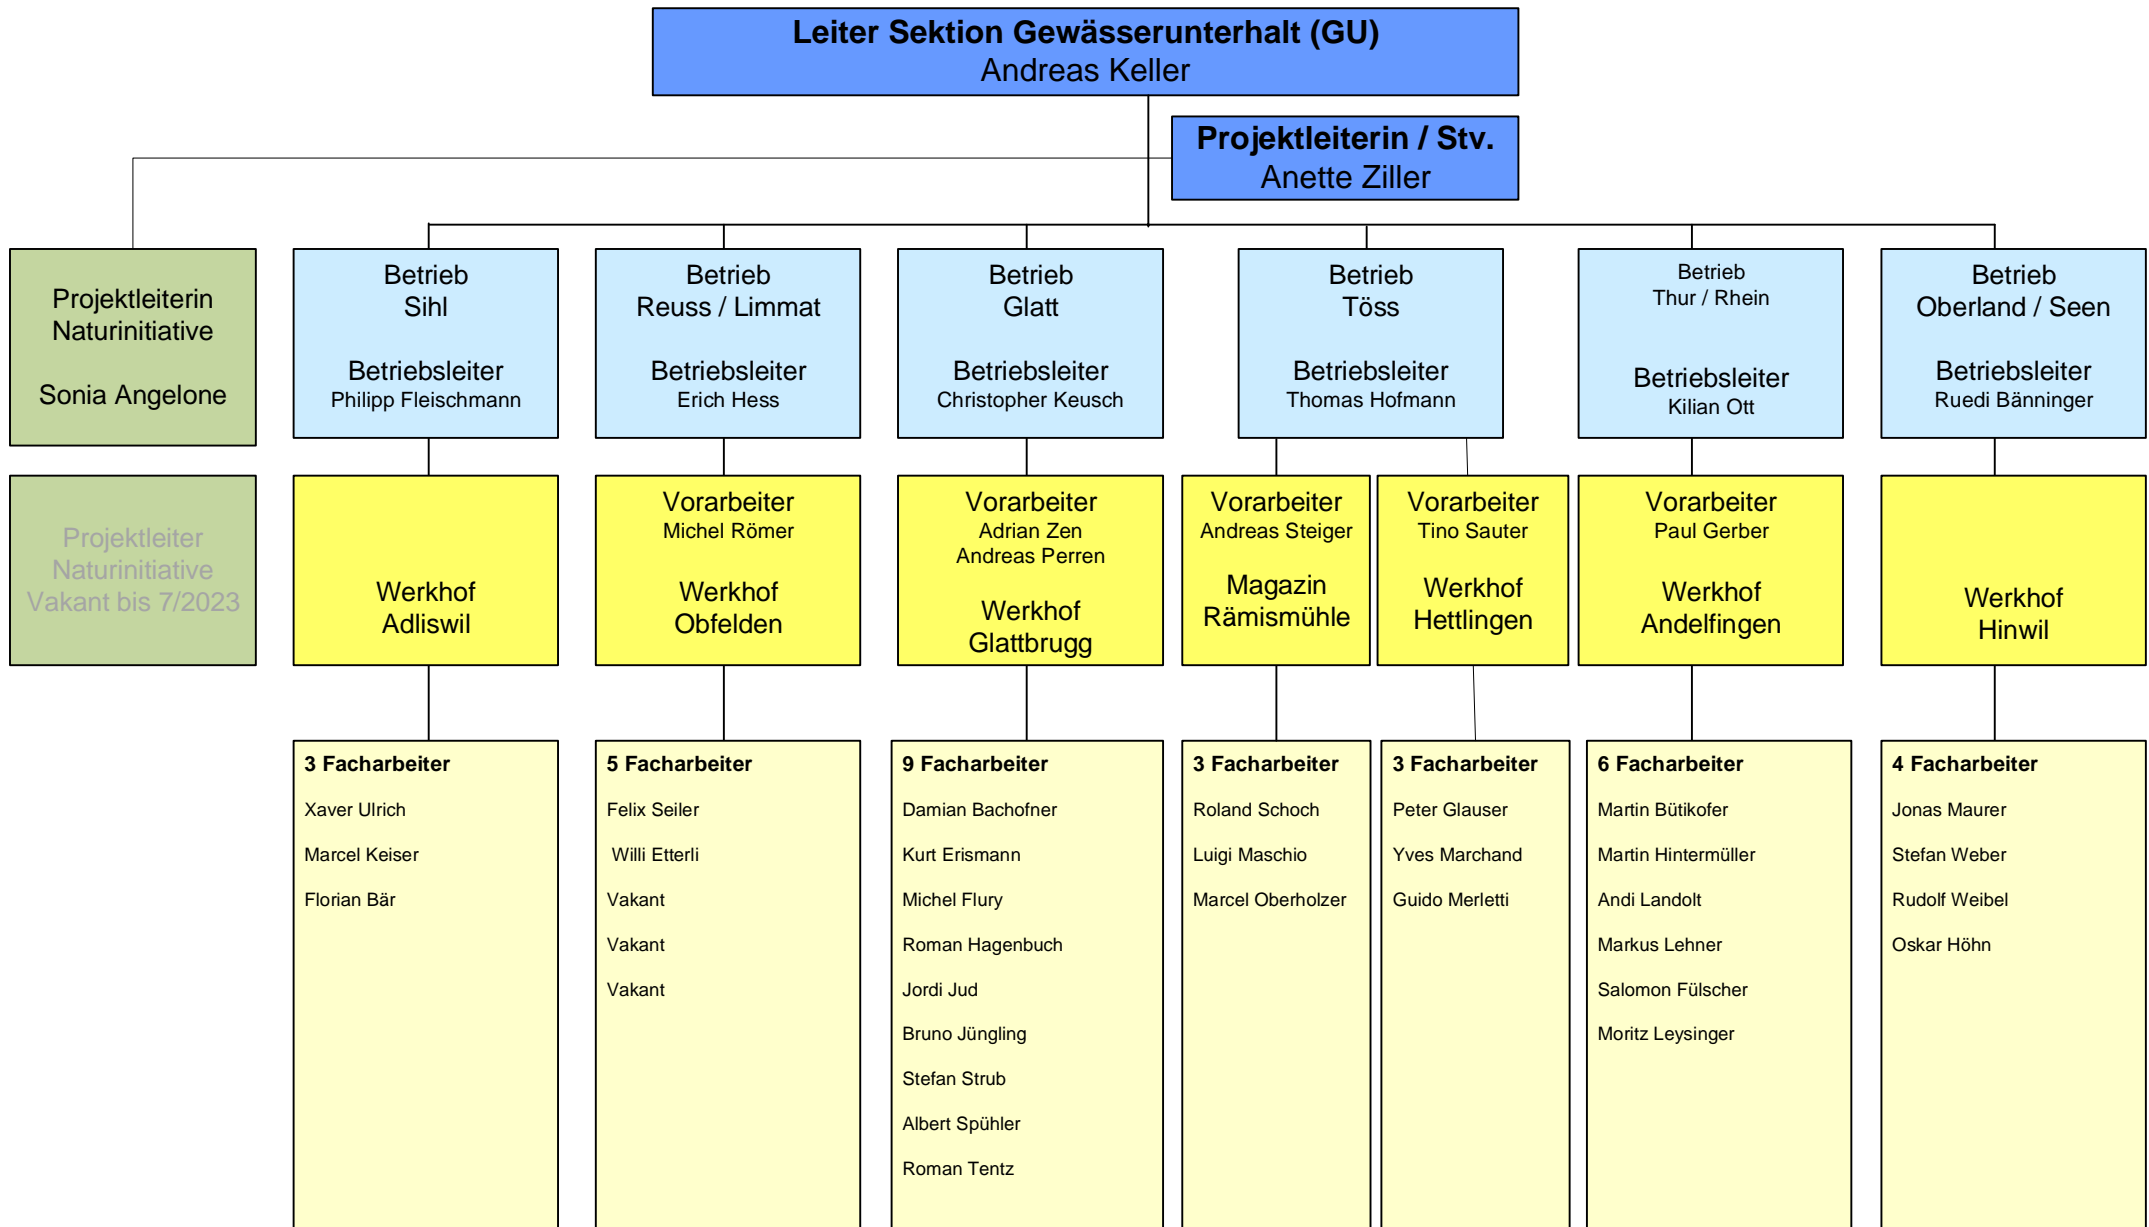 Leiter Sektion Gewässerunterhalt (GU)
Andreas Keller
Projektleiterin / Stv.
Anette Ziller
Projektleiterin
Naturinitiative
Sonia Angelone
Betrieb
Sihl
Betriebsleiter
Philipp Fleischmann
Betrieb
Reuss / Limmat
Betriebsleiter
Erich Hess
Betrieb
Glatt
Betriebsleiter
Christopher Keusch
Betrieb
Töss
Betriebsleiter
Thomas Hofmann
Betrieb
Thur / Rhein
Betriebsleiter
Kilian Ott
Betrieb
Oberland / Seen
Betriebsleiter
Ruedi Bänninger
Projektleiter
Naturinitiative
Vakant bis 7/2023
Werkhof
Adliswil
Vorarbeiter
Michel Römer
Werkhof
Obfelden
Vorarbeiter
Adrian Zen
Andreas Perren
Werkhof
Glattbrugg
Vorarbeiter
Andreas Steiger
Magazin
Rämismühle
Vorarbeiter
Tino Sauter
Werkhof
Hettlingen
Vorarbeiter
Paul Gerber
Werkhof
Andelfingen
Werkhof
Hinwil
3 Facharbeiter
Xaver Ulrich
Marcel Keiser
Florian Bär
5 Facharbeiter
Felix Seiler
Willi Etterli
Vakant
Vakant
Vakant
9 Facharbeiter
Damian Bachofner
Kurt Erismann
Michel Flury
Roman Hagenbuch
Jordi Jud
Bruno Jüngling
Stefan Strub
Albert Spühler
Roman Tentz
3 Facharbeiter
Roland Schoch
Luigi Maschio
Marcel Oberholzer
3 Facharbeiter
Peter Glauser
Yves Marchand
Guido Merletti
6 Facharbeiter
Martin Bütikofer
Martin Hintermüller
Andi Landolt
Markus Lehner
Salomon Fülscher
Moritz Leysinger
4 Facharbeiter
Jonas Maurer
Stefan Weber
Rudolf Weibel
Oskar Höhn